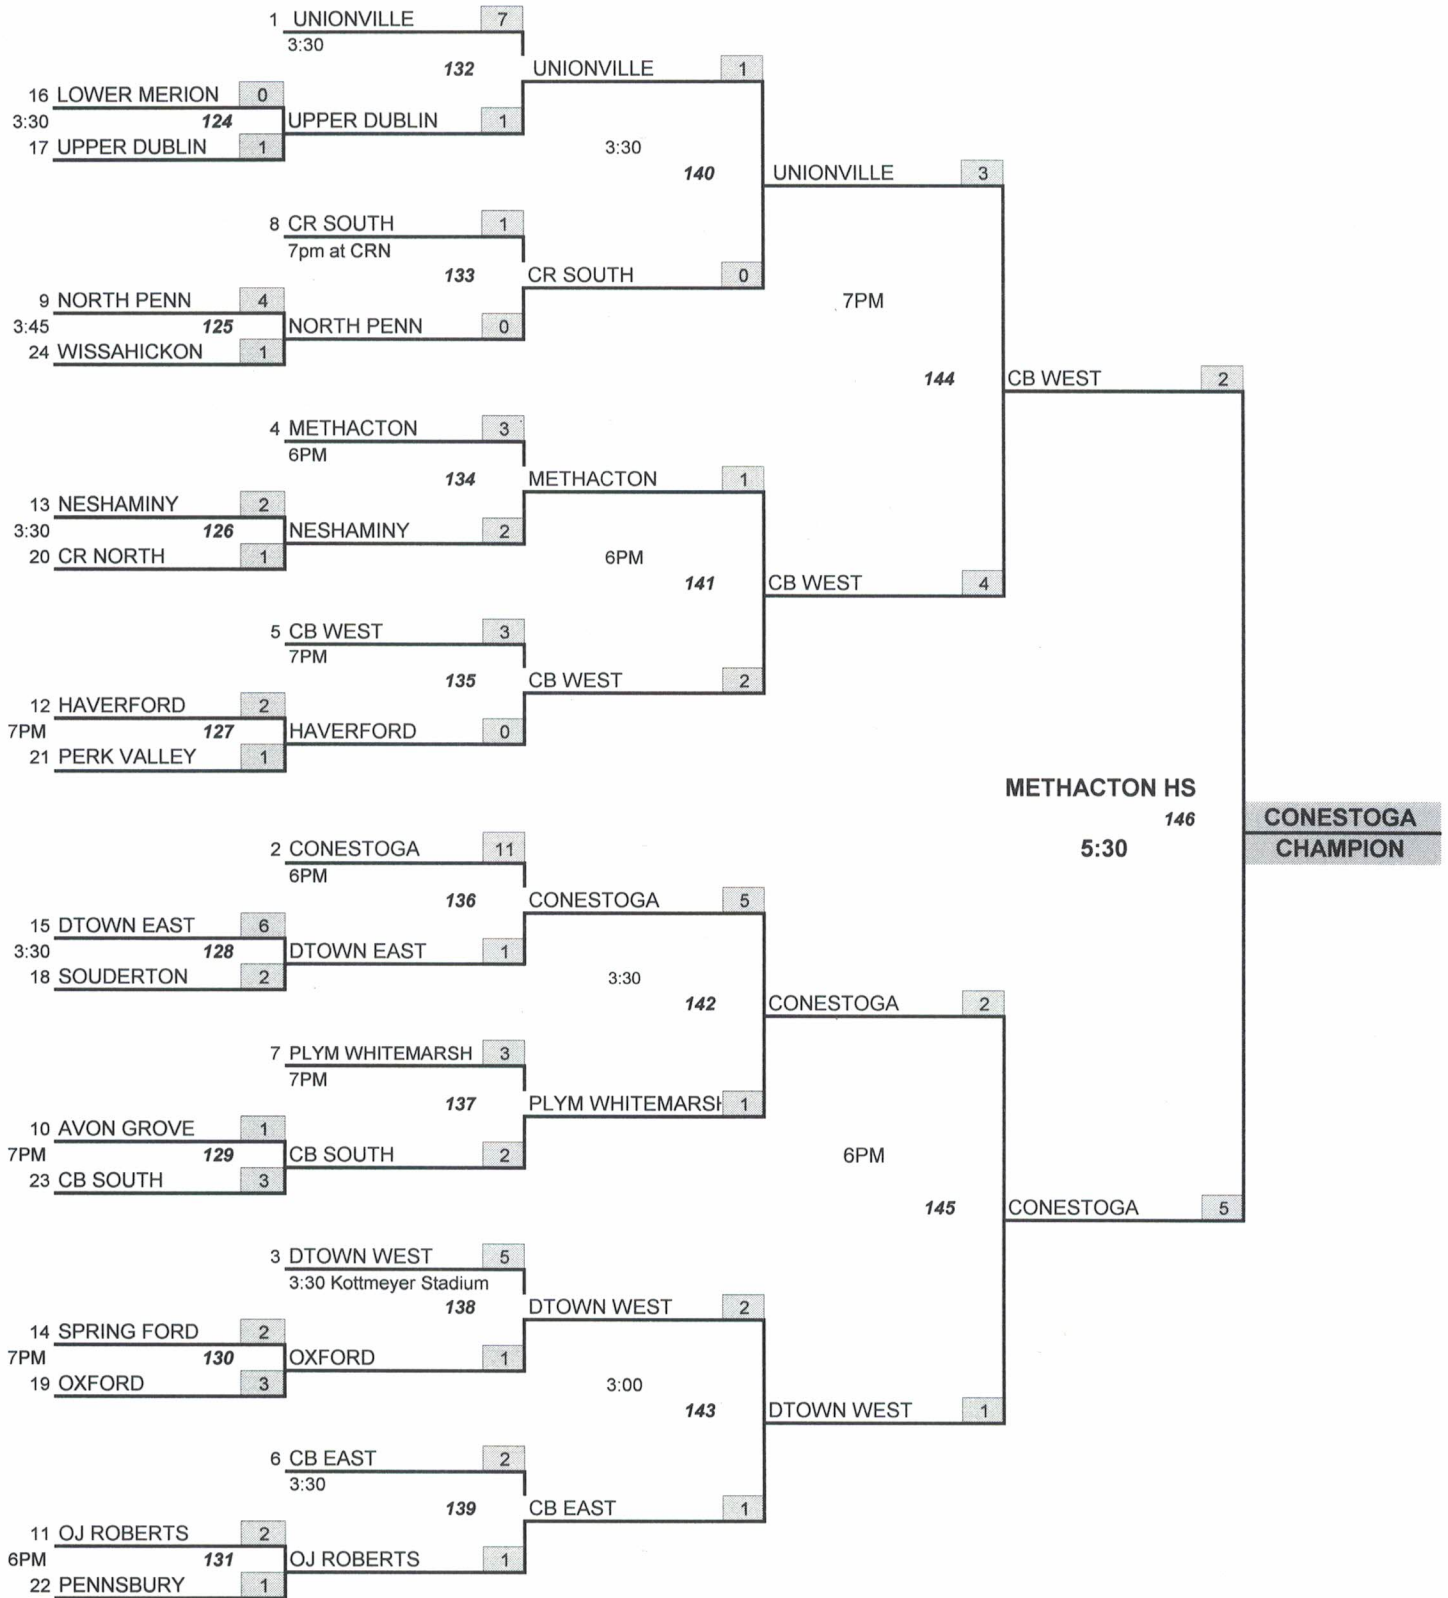 1 UNIONVILLE 7
3:30
132 UNIONVILLE 1
16 LOWER MERION 0
3:30 124 UPPER DUBLIN 1
17 UPPER DUBLIN 1
3:30
140 UNIONVILLE 3
8 CR SOUTH 1
7pm at CRN
133 CR SOUTH 0
9 NORTH PENN 4
3:45 125 NORTH PENN 0
24 WISSAHICKON 1
7PM
144 CB WEST 2
4 METHACTON 3
6PM
134 METHACTON 1
13 NESHAMINY 2
3:30 126 NESHAMINY 2
20 CR NORTH 1
6PM
141 CB WEST 4
5 CB WEST 3
7PM
135 CB WEST 2
12 HAVERFORD 2
7PM 127 HAVERFORD 0
21 PERK VALLEY 1
METHACTON HS
146 CONESTOGA
5:30 CHAMPION
2 CONESTOGA 11
6PM
136 CONESTOGA 5
15 DTOWN EAST 6
3:30 128 DTOWN EAST 1
18 SOUDERTON 2
3:30
142 CONESTOGA 2
7 PLYM WHITEMARSH 3
7PM
137 PLYM WHITEMARSH 1
10 AVON GROVE 1
7PM 129 CB SOUTH 2
23 CB SOUTH 3
6PM
145 CONESTOGA 5
3 DTOWN WEST 5
3:30 Kottmeyer Stadium
138 DTOWN WEST 2
14 SPRING FORD 2
7PM 130 OXFORD 1
19 OXFORD 3
3:00
143 DTOWN WEST 1
6 CB EAST 2
3:30
139 CB EAST 1
11 OJ ROBERTS 2
6PM 131 OJ ROBERTS 1
22 PENNSBURY 1